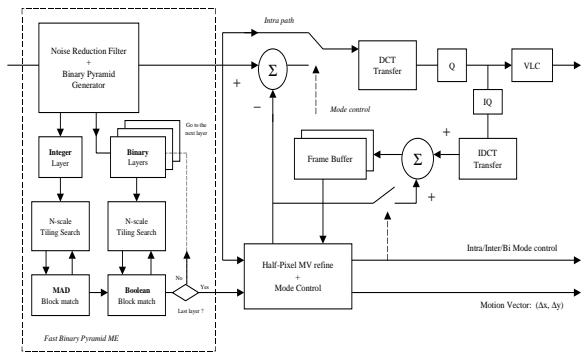 Intra path
Noise Reduction Filter
+
Binary Pyramid
Generator
DCT
Transfer
Q
VLC
Σ
+
−
Mode control
IQ
Go to the
next layer
Integer
Layer
Binary
Layers
Frame Buffer
+
Σ
+
IDCT
Transfer
N-scale
Tiling Search
N-scale
Tiling Search
Intra/Inter/Bi Mode control
Half-Pixel MV refine
+
Mode Control
No
Yes
MAD
Block match
Boolean
Block match
Last layer ?
Motion Vector: (Δx, Δy)
Fast Binary Pyramid ME